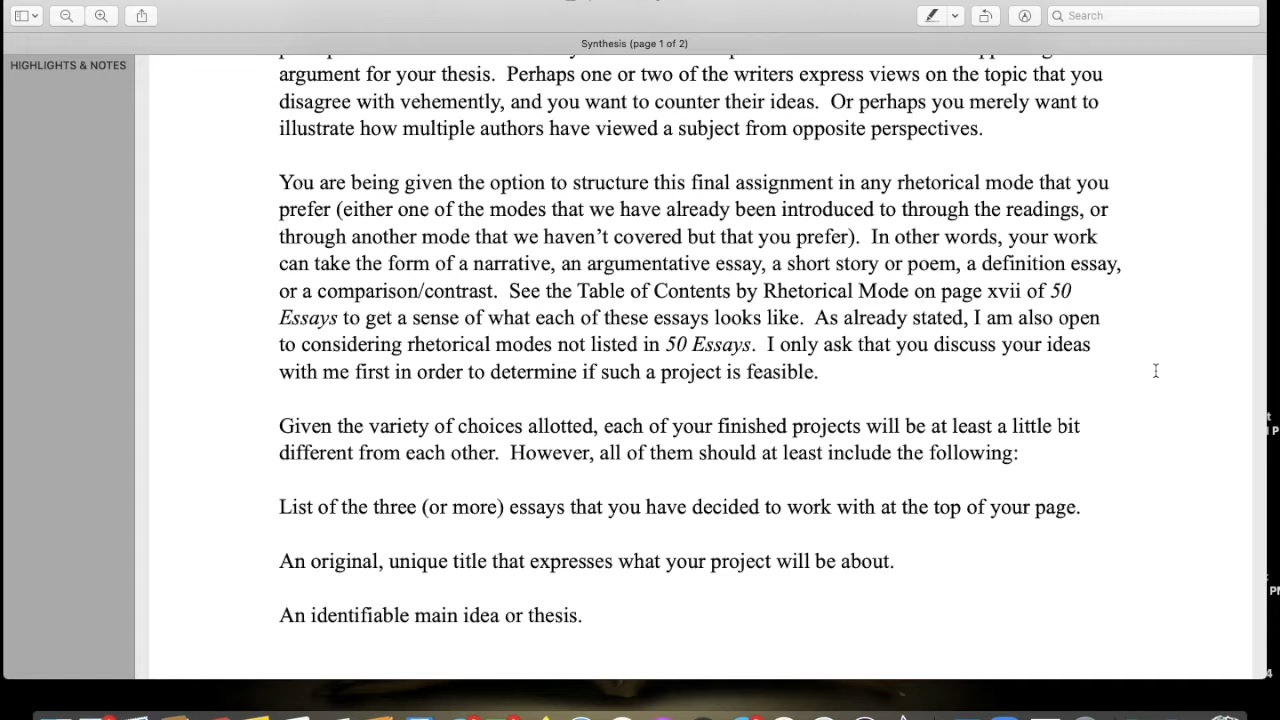 Search
Synthesis (page 1 of 2)
HIGHLIGHTS & NOTES
argument for your thesis.  Perhaps one or two of the writers express views on the topic that you
disagree with vehemently, and you want to counter their ideas.  Or perhaps you merely want to
illustrate how multiple authors have viewed a subject from opposite perspectives.
You are being given the option to structure this final assignment in any rhetorical mode that you
prefer (either one of the modes that we have already been introduced to through the readings, or
through another mode that we haven’t covered but that you prefer).  In other words, your work
can take the form of a narrative, an argumentative essay, a short story or poem, a definition essay,
or a comparison/contrast.  See the Table of Contents by Rhetorical Mode on page xvii of 50
Essays to get a sense of what each of these essays looks like.  As already stated, I am also open
to considering rhetorical modes not listed in 50 Essays.  I only ask that you discuss your ideas
with me first in order to determine if such a project is feasible.
Given the variety of choices allotted, each of your finished projects will be at least a little bit
different from each other.  However, all of them should at least include the following:
List of the three (or more) essays that you have decided to work with at the top of your page.
An original, unique title that expresses what your project will be about.
An identifiable main idea or thesis.